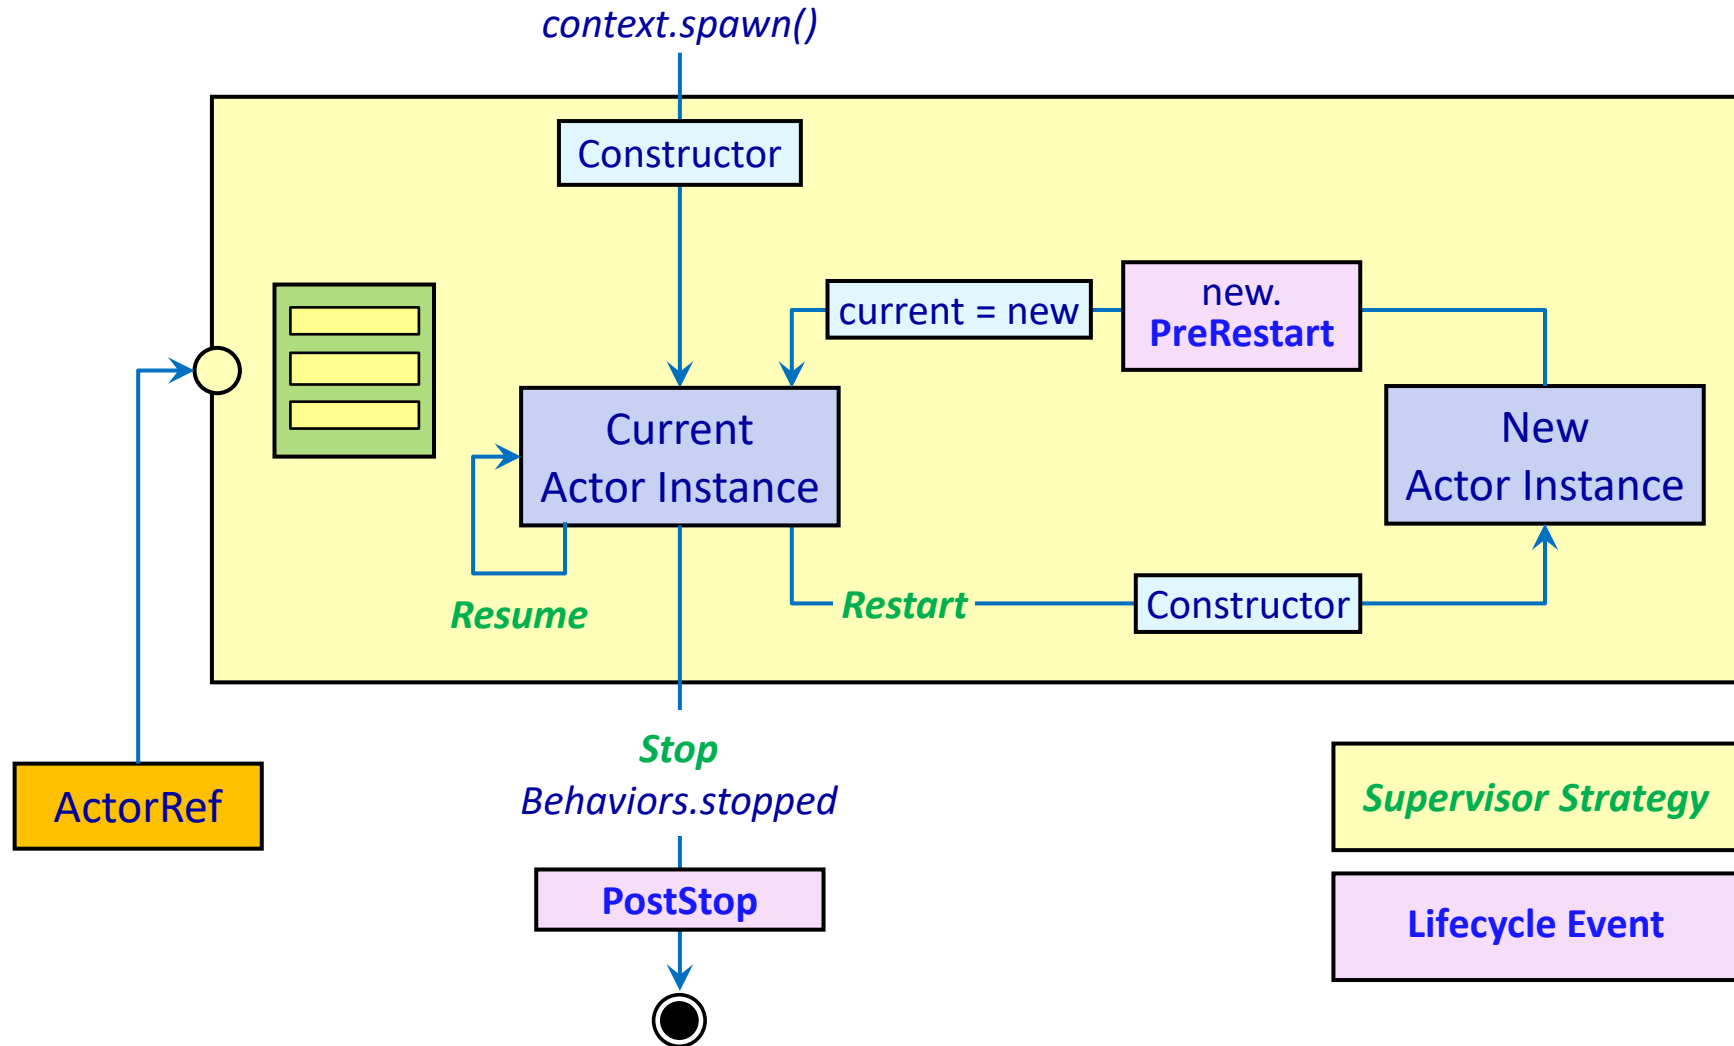 context.spawn()
Constructor
current = new
new.
PreRestart
Current
Actor Instance
New
Actor Instance
Resume
Restart
Constructor
Stop
Behaviors.stopped
ActorRef
PostStop
Supervisor Strategy
Lifecycle Event